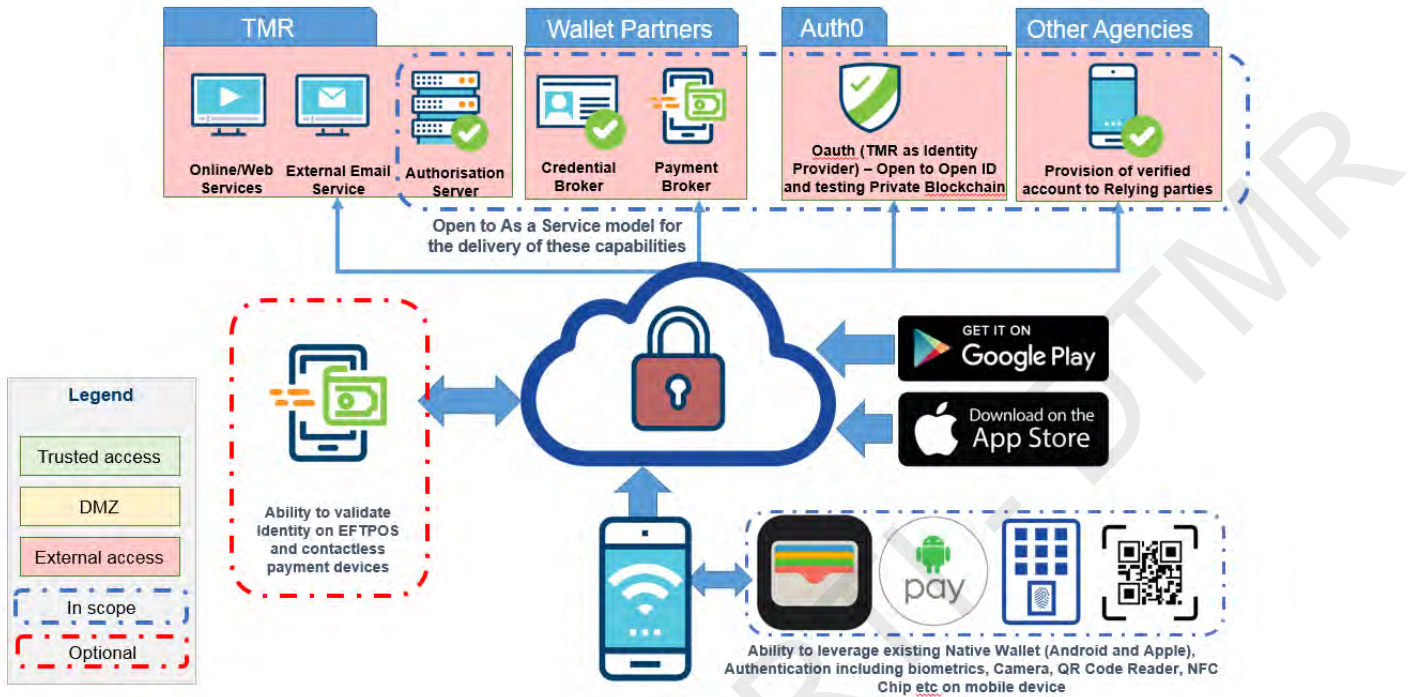 TMR
Wallet Partners
Auth0
Other Agencies
Online/Web
Services
External Email
Service
Authorisation
Server
Credential
Broker
Payment
Broker
Oauth (TMR as Identity
Provider) – Open to Open ID
and testing Private Blockchain
Provision of verified
account to Relying parties
Open to As a Service model for
the delivery of these capabilities
GET IT ON
Google Play
Download on the
App Store
Legend
Trusted access
DMZ
External access
In scope
Optional
Ability to validate
identity on EFTPOS
and contactless
payment devices
pay
Ability to leverage existing Native Wallet (Android and Apple),
Authentication including biometrics, Camera, QR Code Reader, NFC
Chip etc on mobile device
RTI - DTMR